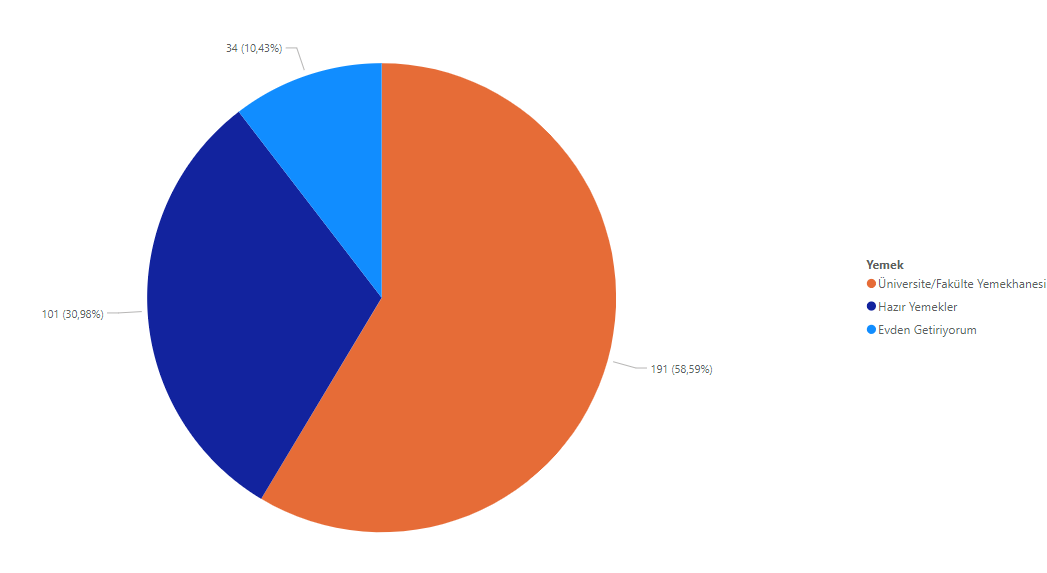 34 (10,43%)
101 (30,98%)
191 (58,59%)
Yemek
Üniversite/Fakülte Yemekhanesi
Hazır Yemekler
Evden Getiriyorum